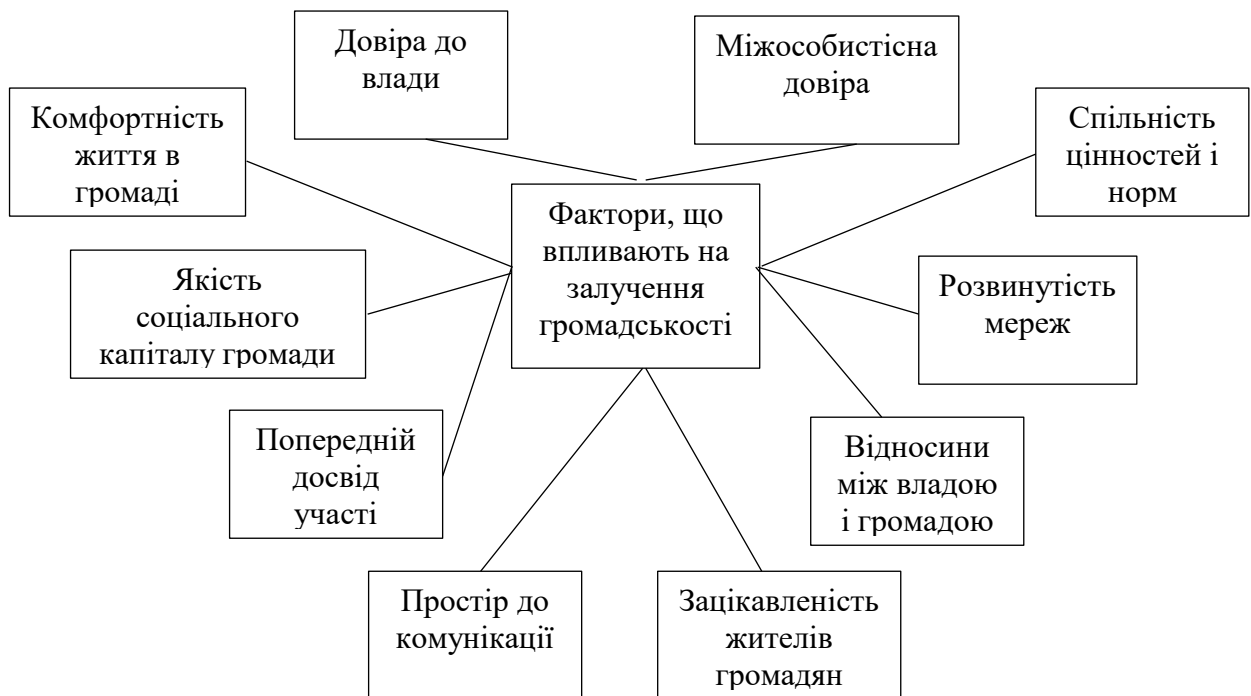 Довіра до
влади
Міжособистісна
довіра
Комфортність
життя в
громаді
Спільність
цінностей і
норм
Фактори, що
впливають на
залучення
громадськості
Якість
соціального
капіталу громади
Розвинутість
мереж
Попередній
досвід
участі
Відносини
між владою
і громадою
Простір до
комунікації
Зацікавленість
жителів
громадян